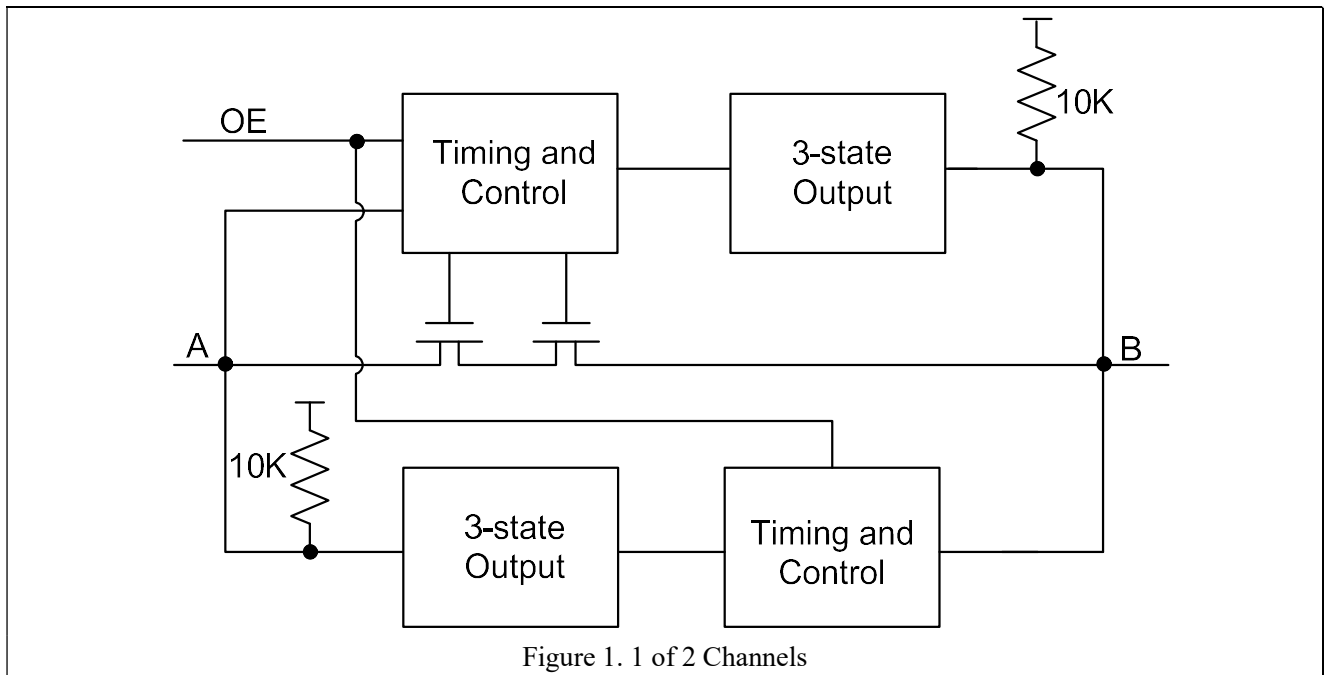 OE
Timing and
Control
3-state
Output
10K
A
B
10K
3-state
Output
Timing and
Control
Figure 1. 1 of 2 Channels